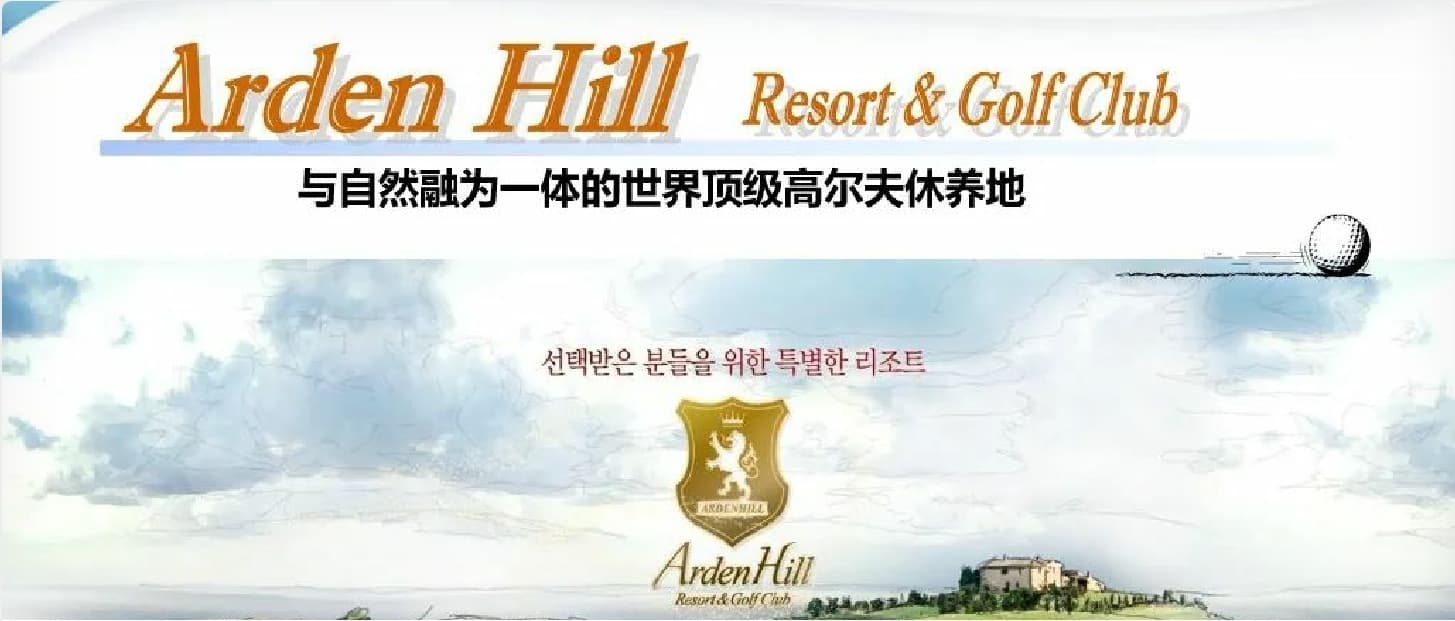 Arden Hill Resort & Golf Club
与自然融为一体的世界顶级高尔夫休养地
선택받은 분들을 위한 특별한 리조트
ARDENHILL
Arden Hill
Resort & Golf Club